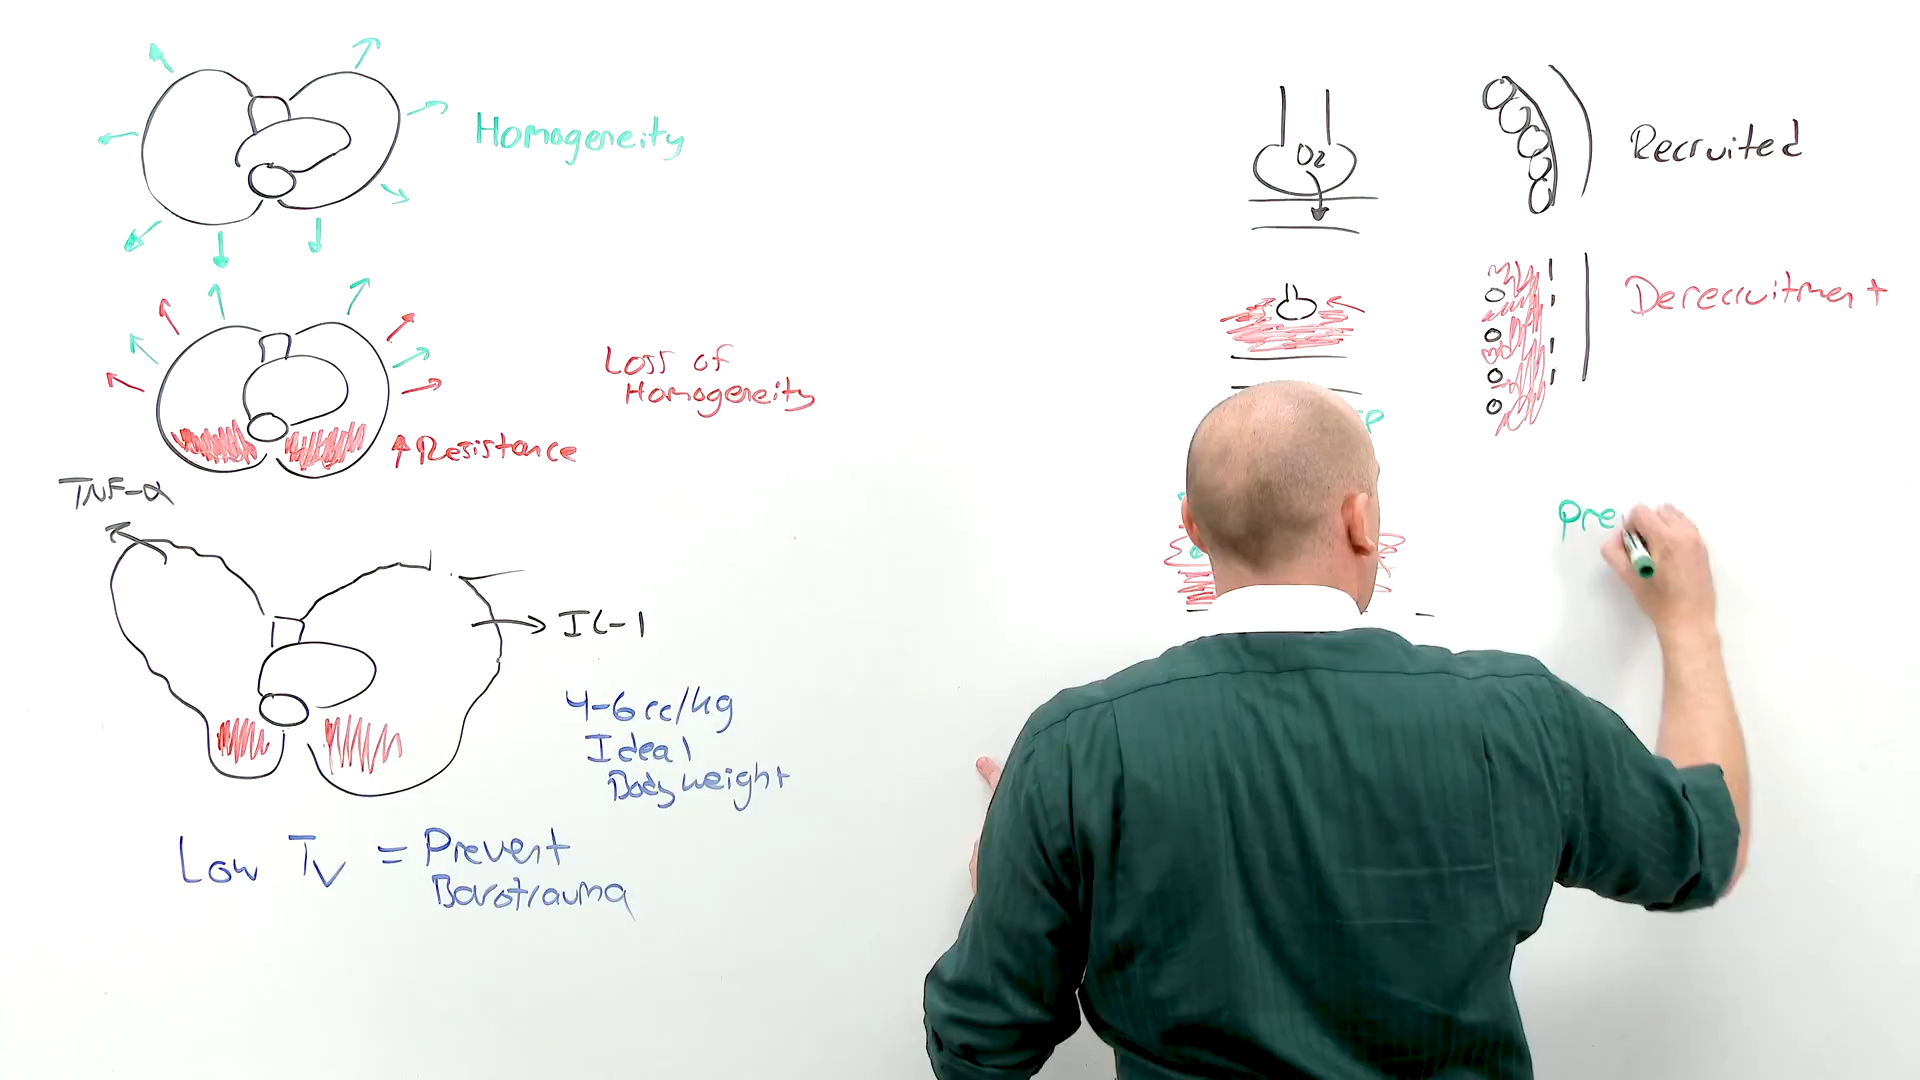 Homogeneity
Loss of
Homogeneity
↑ Resistance
TNF-α
IL-1
4-6 cc/kg
Ideal
Body weight
Low TV = Prevent
Barotrauma
O2
Recruited
Derecruitment
Pre